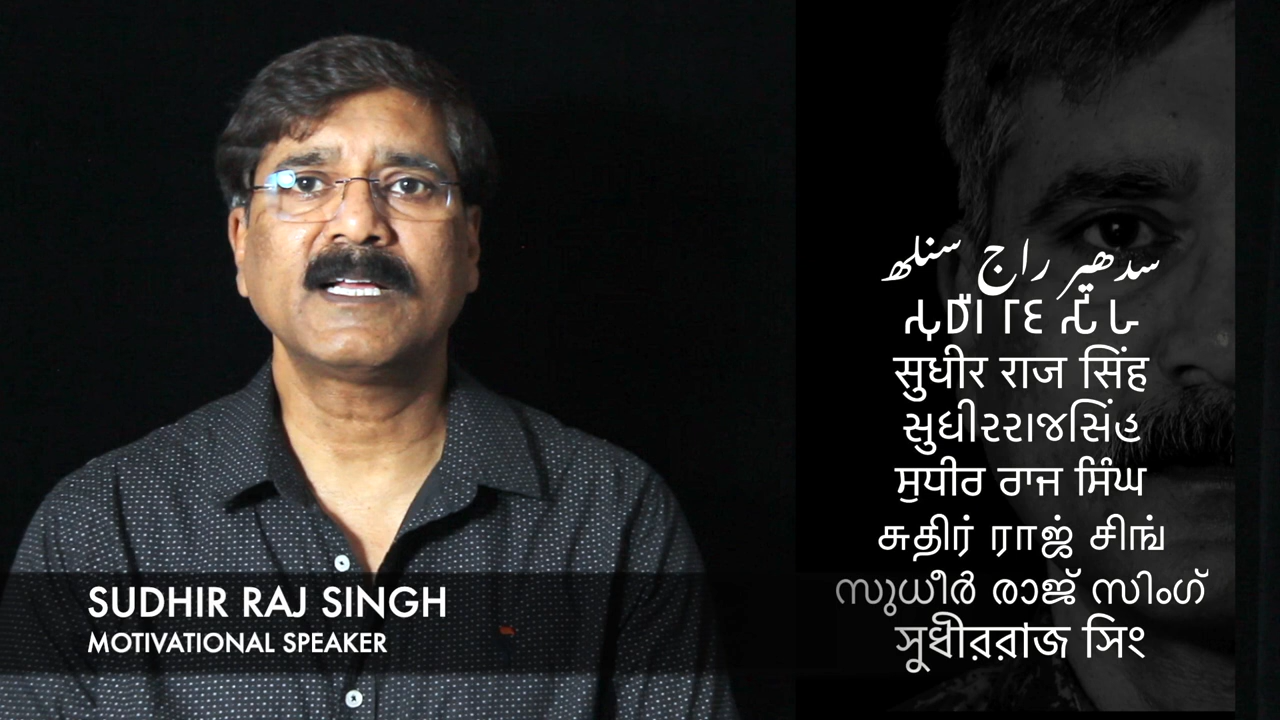 سدھیر راج سنلھ
सुधीर राज सिंह
સુધીરરાજસિંહ
ਸੁਧੀਰ ਰਾਜ ਸਿੰਘ
சுதிர் ராஜ் சிங்
സുധീർ രാജ് സിംഗ്
সুধীররাজ সিং
SUDHIR RAJ SINGH
MOTIVATIONAL SPEAKER